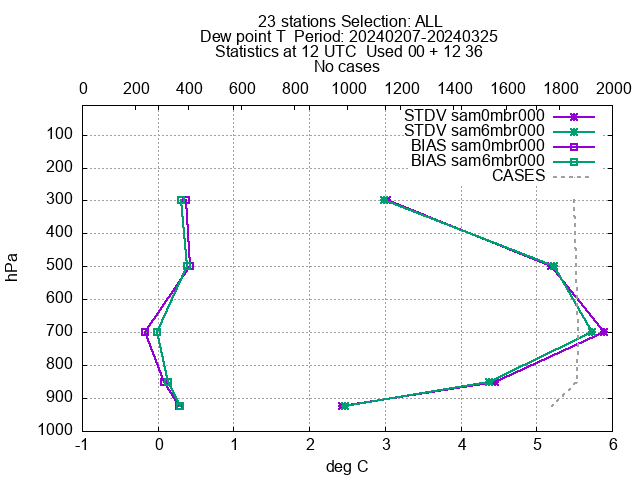 23 stations Selection: ALL
Dew point T  Period: 20240207-20240325
Statistics at 12 UTC  Used 00 + 12 36
No cases
0 200 400 600 800 1000 1200 1400 1600 1800 2000
STDV sam0mbr000
STDV sam6mbr000
BIAS sam0mbr000
BIAS sam6mbr000
CASES
100
200
300
400
500
600
700
800
900
1000
hPa
-1 0 1 2 3 4 5 6
deg C